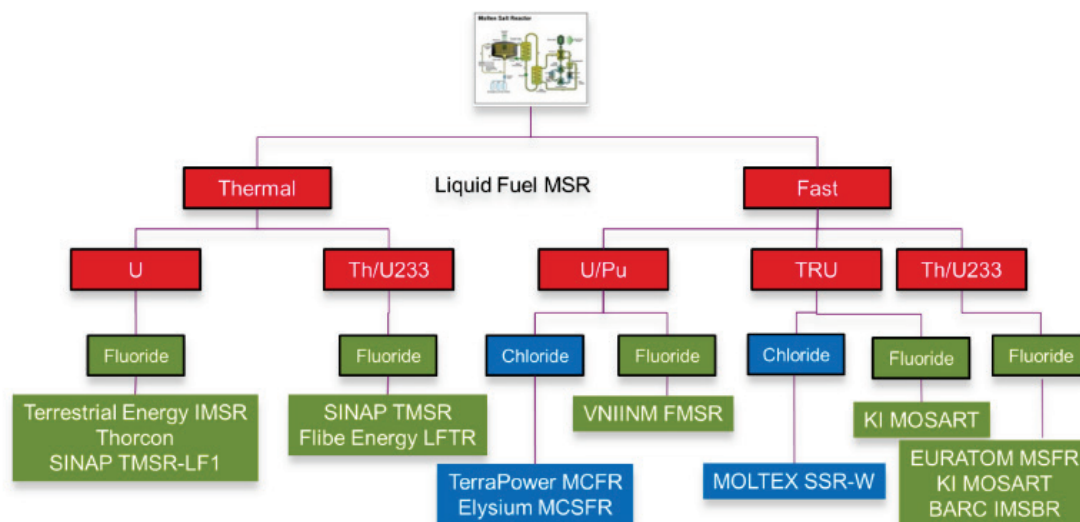 Molten Salt Reactor
Thermal
Liquid Fuel MSR
Fast
U
Th/U233
U/Pu
TRU
Th/U233
Fluoride
Fluoride
Chloride
Fluoride
Chloride
Fluoride
Fluoride
Terrestrial Energy IMSR
Thorcon
SINAP TMSR-LF1
SINAP TMSR
Flibe Energy LFTR
VNIINM FMSR
KI MOSART
TerraPower MCFR
Elysium MCSFR
MOLTEX SSR-W
EURATOM MSFR
KI MOSART
BARC IMSBR